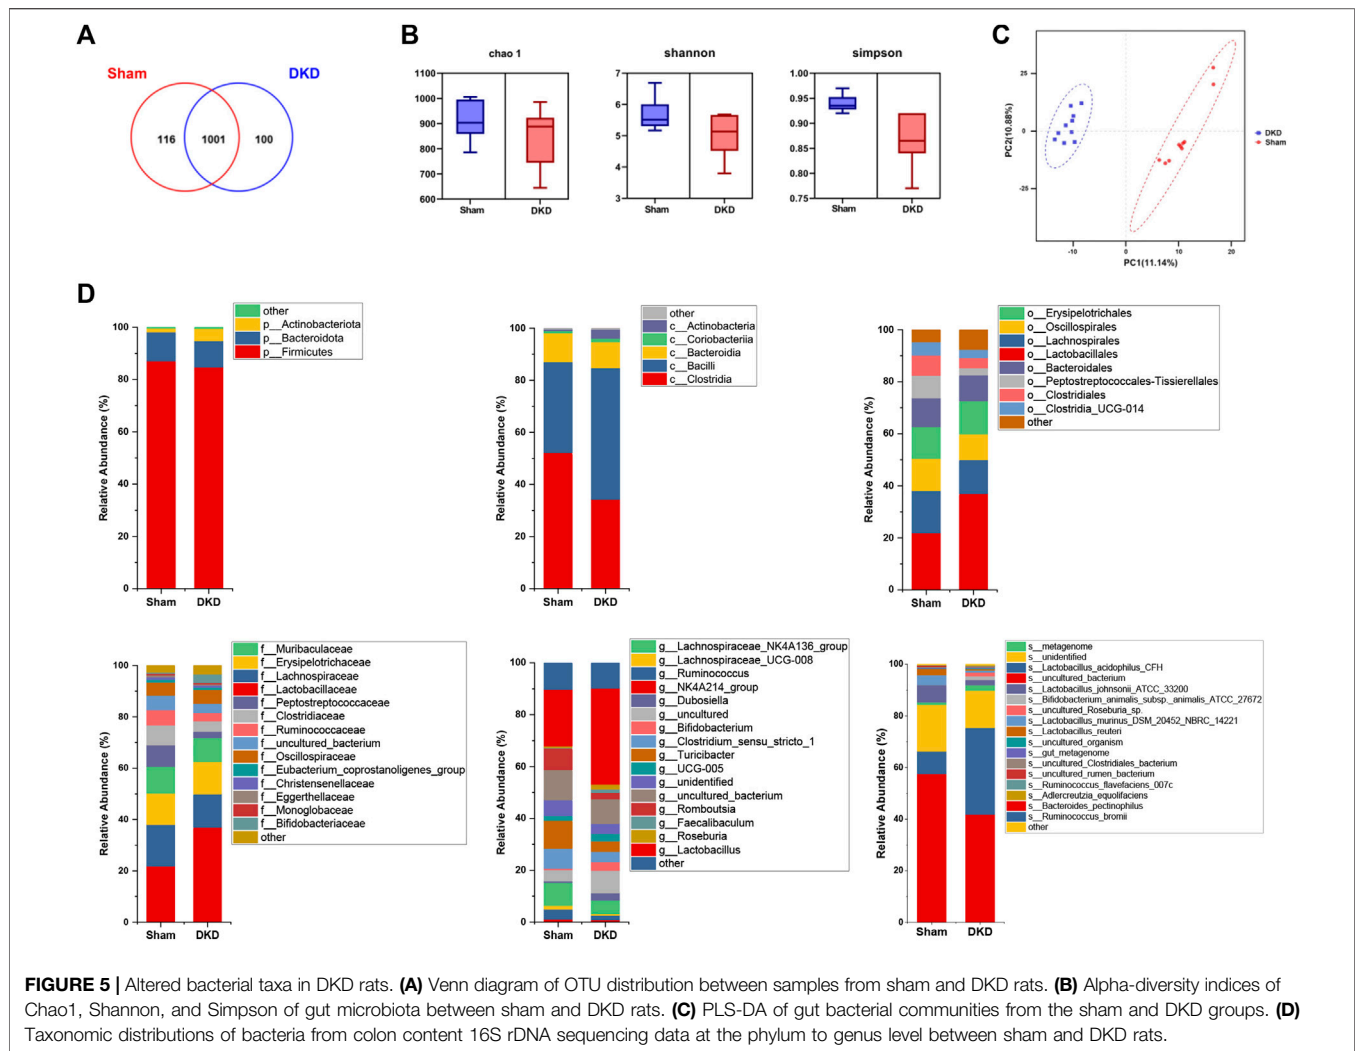 A
Sham
DKD
116
1001
100
B
chao 1
1100
1000
900
800
700
600
Sham
DKD
shannon
7
6
5
4
3
Sham
DKD
simpson
1.00
0.95
0.90
0.85
0.80
0.75
Sham
DKD
C
PC2(10.88%)
25
0
-25
-10
0
10
20
PC1(11.14%)
DKD
Sham
D
Relative Abundance (%)
100
80
60
40
20
0
Sham
DKD
other
p__Actinobacteriota
p__Bacteroidota
p__Firmicutes
Relative Abundance (%)
100
80
60
40
20
0
Sham
DKD
other
c__Actinobacteria
c__Coriobacteriia
c__Bacteroidia
c__Bacilli
c__Clostridia
Relative Abundance (%)
100
80
60
40
20
0
Sham
DKD
o__Erysipelotrichales
o__Oscillospirales
o__Lachnospirales
o__Lactobacillales
o__Bacteroidales
o__Peptostreptococcales-Tissierellales
o__Clostridiales
o__Clostridia_UCG-014
other
Relative Abundance (%)
100
80
60
40
20
0
Sham
DKD
f__Muribaculaceae
f__Erysipelotrichaceae
f__Lachnospiraceae
f__Lactobacillaceae
f__Peptostreptococcaceae
f__Clostridiaceae
f__Ruminococcaceae
f__uncultured_bacterium
f__Oscillospiraceae
f__Eubacterium_coprostanoligenes_group
f__Christensenellaceae
f__Eggerthellaceae
f__Monoglobaceae
f__Bifidobacteriaceae
other
Relative Abundance (%)
100
80
60
40
20
0
Sham
DKD
g__Lachnospiraceae_NK4A136_group
g__Lachnospiraceae_UCG-008
g__Ruminococcus
g__NK4A214_group
g__Dubosiella
g__uncultured
g__Bifidobacterium
g__Clostridium_sensu_stricto_1
g__Turicibacter
g__UCG-005
g__unidentified
g__uncultured_bacterium
g__Romboutsia
g__Faecalibaculum
g__Roseburia
g__Lactobacillus
other
Relative Abundance (%)
100
80
60
40
20
0
Sham
DKD
s__metagenome
s__unidentified
s__Lactobacillus_acidophilus_CFH
s__uncultured_bacterium
s__Lactobacillus_johnsonii_ATCC_33200
s__Bifidobacterium_animalis_subsp._animalis_ATCC_27672
s__uncultured_Roseburia_sp.
s__Lactobacillus_murinus_DSM_20452_NBRC_14221
s__Lactobacillus_reuteri
s__uncultured_organism
s__gut_metagenome
s__uncultured_Clostridiales_bacterium
s__uncultured_rumen_bacterium
s__Ruminococcus_flavefaciens_007c
s__Adlercreutzia_equolifaciens
s__Bacteroides_pectinophilus
s__Ruminococcus_bromii
other
FIGURE 5 | Altered bacterial taxa in DKD rats. (A) Venn diagram of OTU distribution between samples from sham and DKD rats. (B) Alpha-diversity indices of
Chao1, Shannon, and Simpson of gut microbiota between sham and DKD rats. (C) PLS-DA of gut bacterial communities from the sham and DKD groups. (D)
Taxonomic distributions of bacteria from colon content 16S rDNA sequencing data at the phylum to genus level between sham and DKD rats.